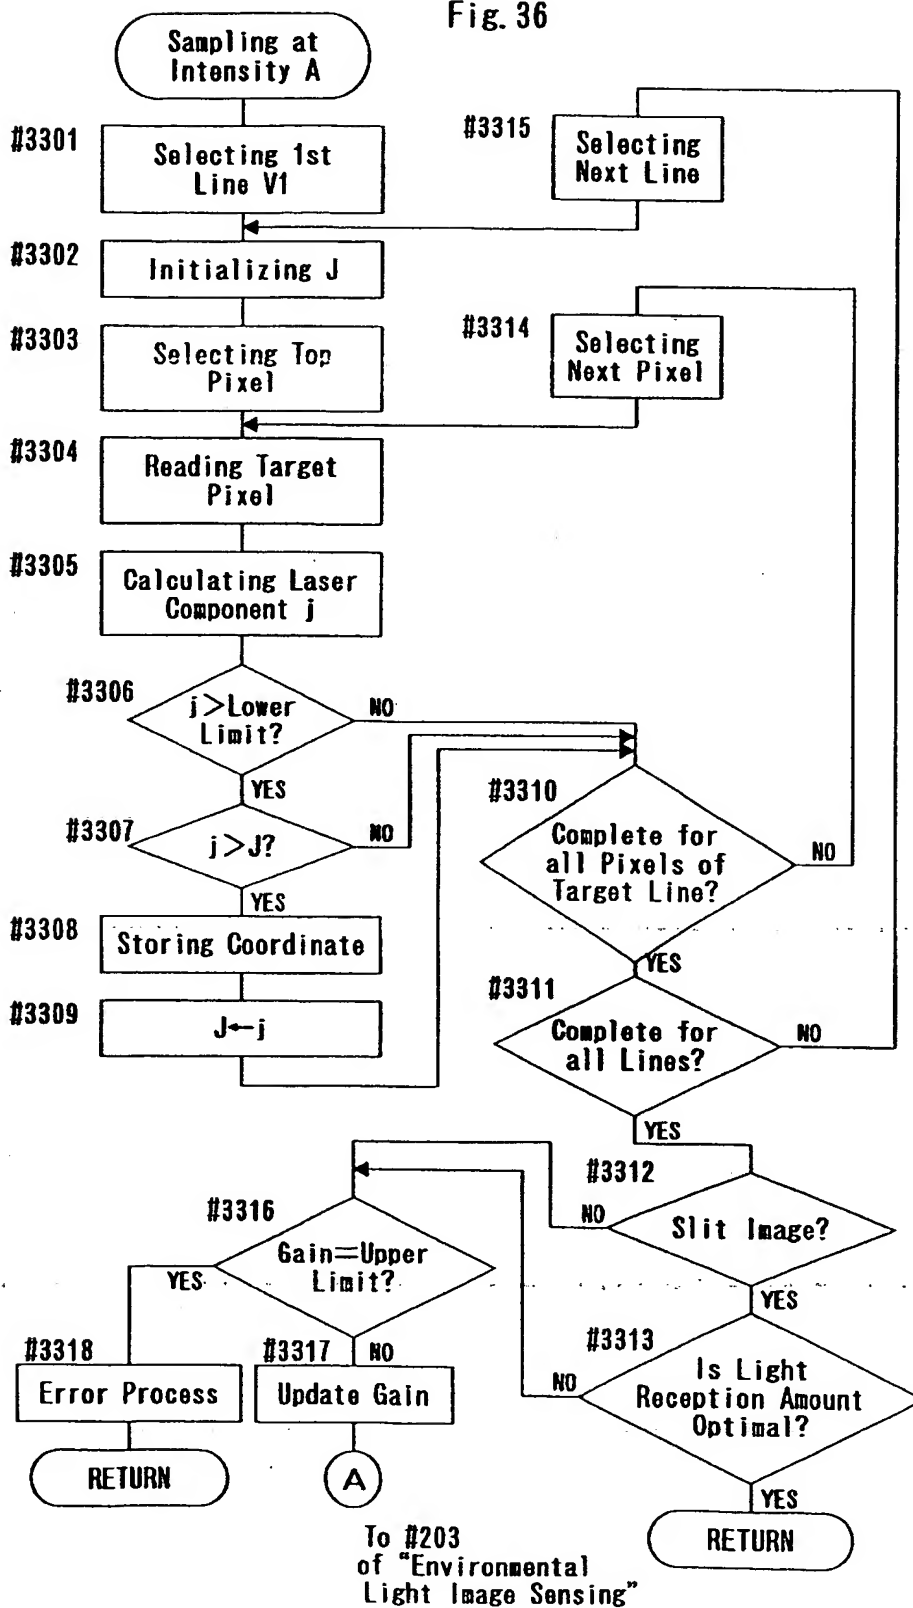 Fig. 36
Sampling at
Intensity A
#3301
Selecting 1st
Line V1
#3315
Selecting
Next Line
#3302
Initializing J
#3303
Selecting Top
Pixel
#3314
Selecting
Next Pixel
#3304
Reading Target
Pixel
#3305
Calculating Laser
Component j
#3306
j>Lower
Limit?
NO
YES
#3307
j>J?
NO
YES
#3310
Complete for
all Pixels of
Target Line?
NO
YES
#3308
Storing Coordinate
#3309
J←j
#3311
Complete for
all Lines?
NO
YES
#3312
Slit Image?
NO
YES
#3316
Gain=Upper
Limit?
YES
NO
#3313
Is Light
Reception Amount
Optimal?
NO
YES
#3318
Error Process
#3317
Update Gain
RETURN
A
RETURN
To #203
of "Environmental
Light Image Sensing"